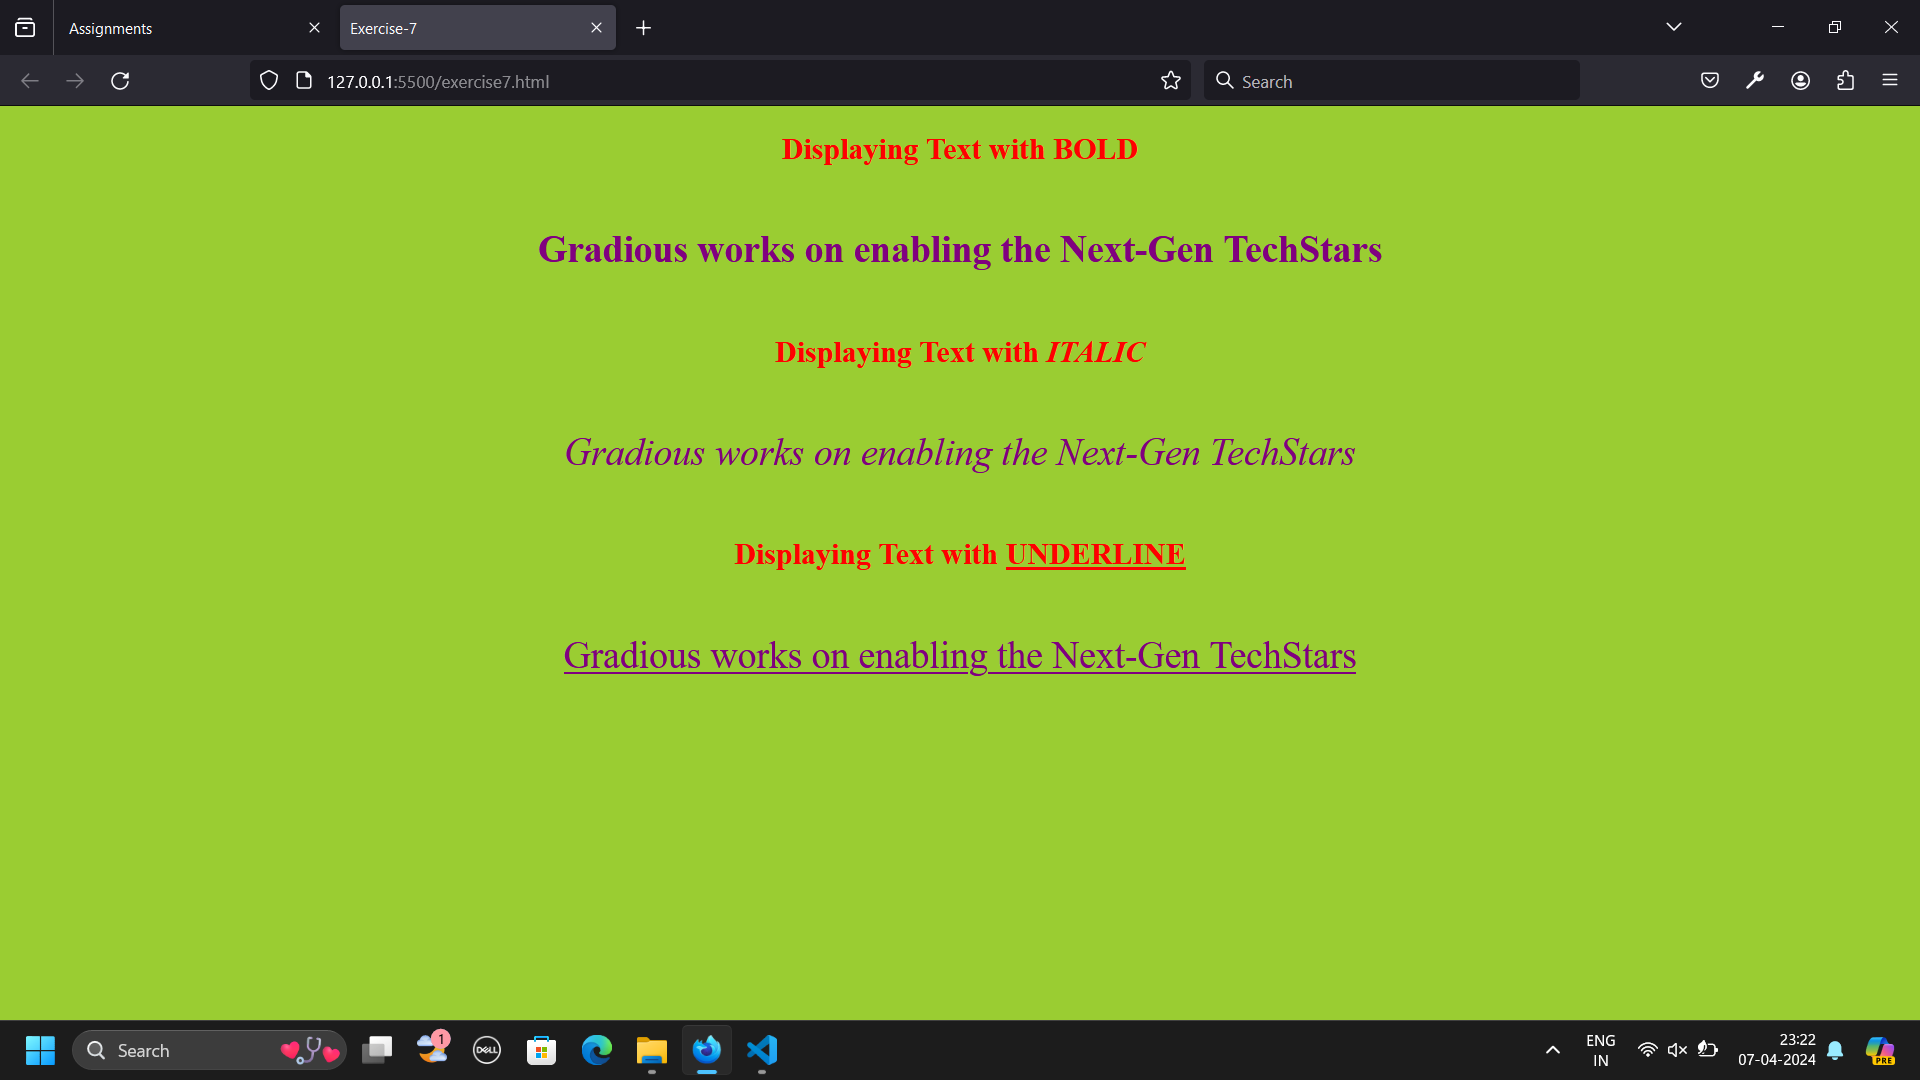 Assignments
Exercise-7
127.0.0.1:5500/exercise7.html
Search
Displaying Text with BOLD
Gradious works on enabling the Next-Gen TechStars
Displaying Text with ITALIC
Gradious works on enabling the Next-Gen TechStars
Displaying Text with UNDERLINE
Gradious works on enabling the Next-Gen TechStars
Search
1
DELL
ENG
IN
23:22
07-04-2024
PRE